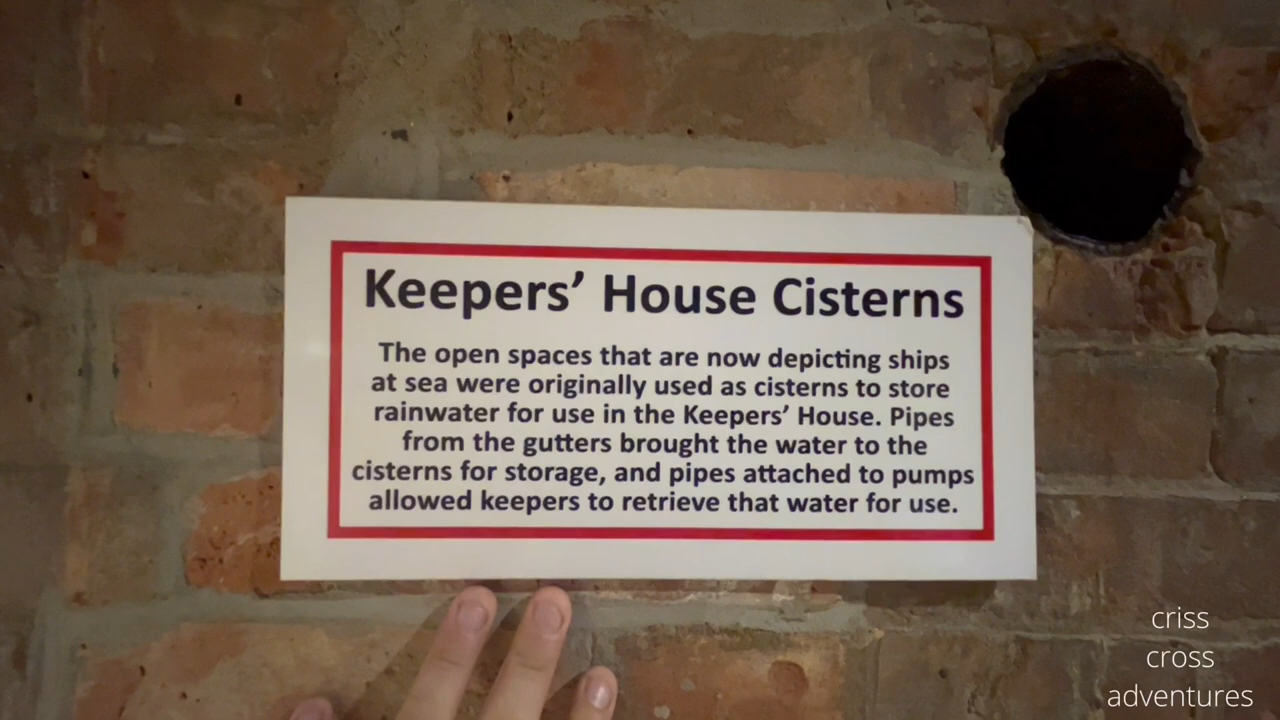 Keepers’ House Cisterns
The open spaces that are now depicting ships
at sea were originally used as cisterns to store
rainwater for use in the Keepers’ House. Pipes
from the gutters brought the water to the
cisterns for storage, and pipes attached to pumps
allowed keepers to retrieve that water for use.
criss
cross
adventures